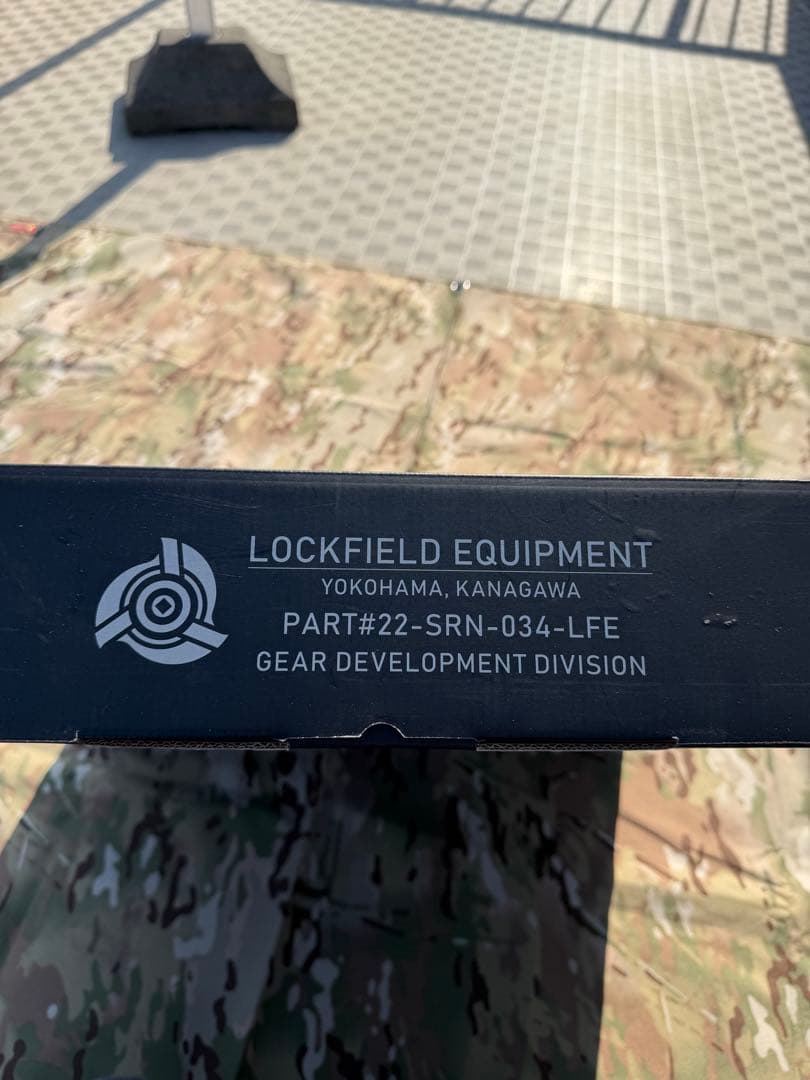 LOCKFIELD EQUIPMENT
YOKOHAMA, KANAGAWA
PART#22-SRN-034-LFE
GEAR DEVELOPMENT DIVISION